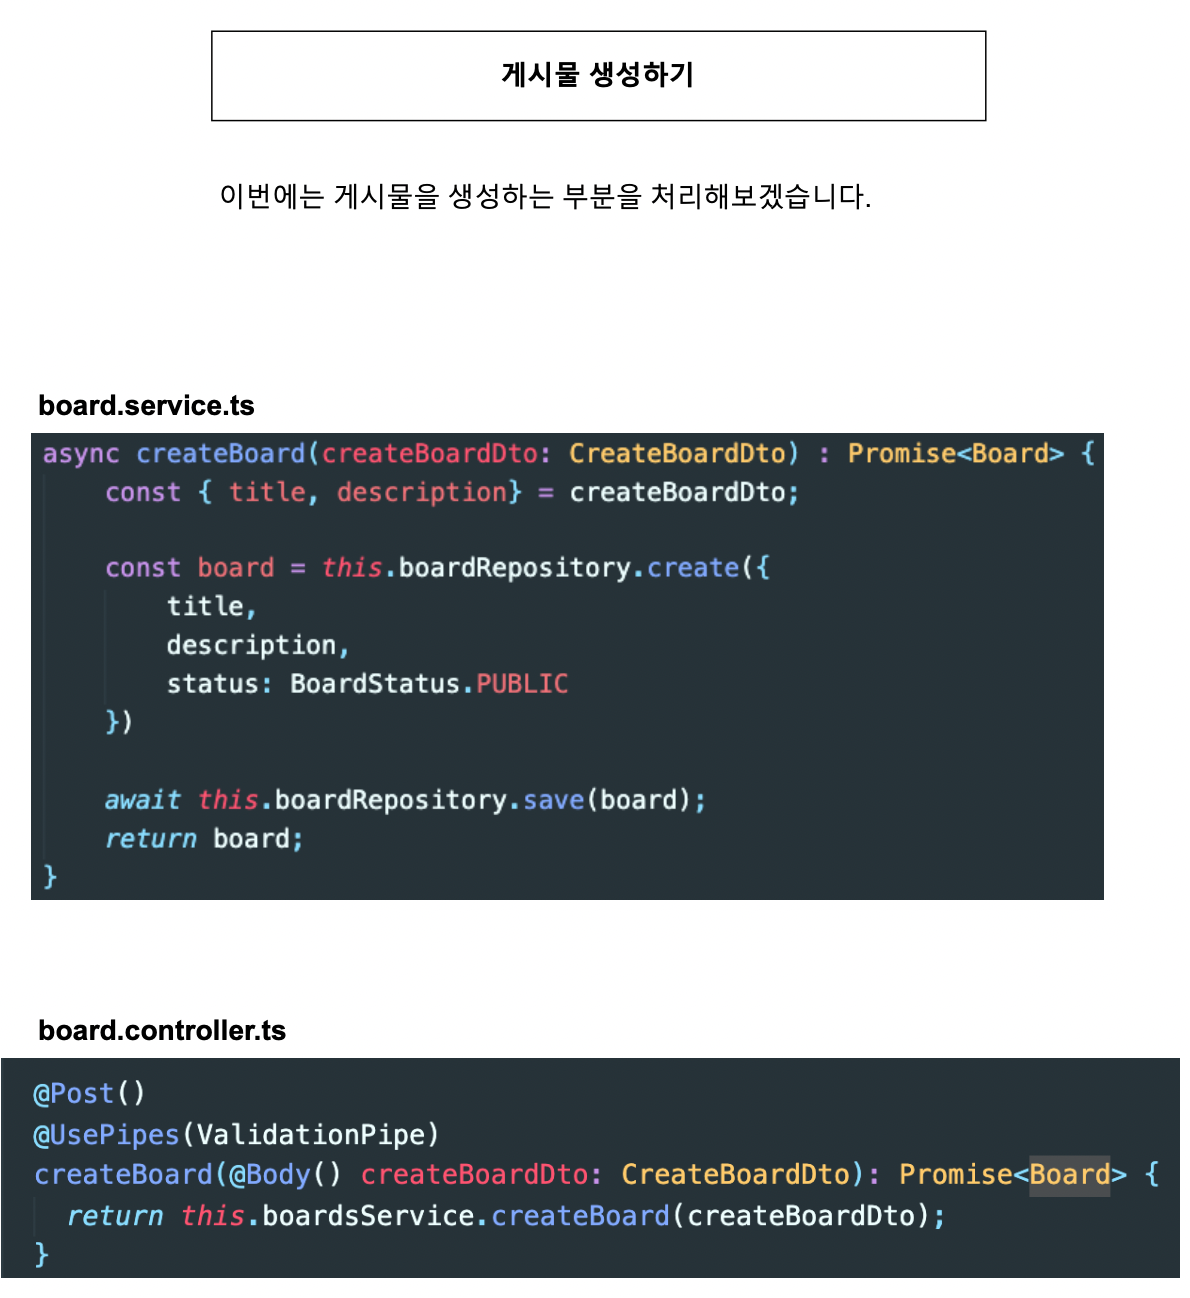 게시물 생성하기
이번에는 게시물을 생성하는 부분을 처리해보겠습니다.
board.service.ts
async createBoard(createBoardDto: CreateBoardDto) : Promise<Board> {
    const { title, description} = createBoardDto;
    const board = this.boardRepository.create({
        title,
        description,
        status: BoardStatus.PUBLIC
    })
    await this.boardRepository.save(board);
    return board;
}
board.controller.ts
@Post()
@UsePipes(ValidationPipe)
createBoard(@Body() createBoardDto: CreateBoardDto): Promise<Board> {
  return this.boardsService.createBoard(createBoardDto);
}